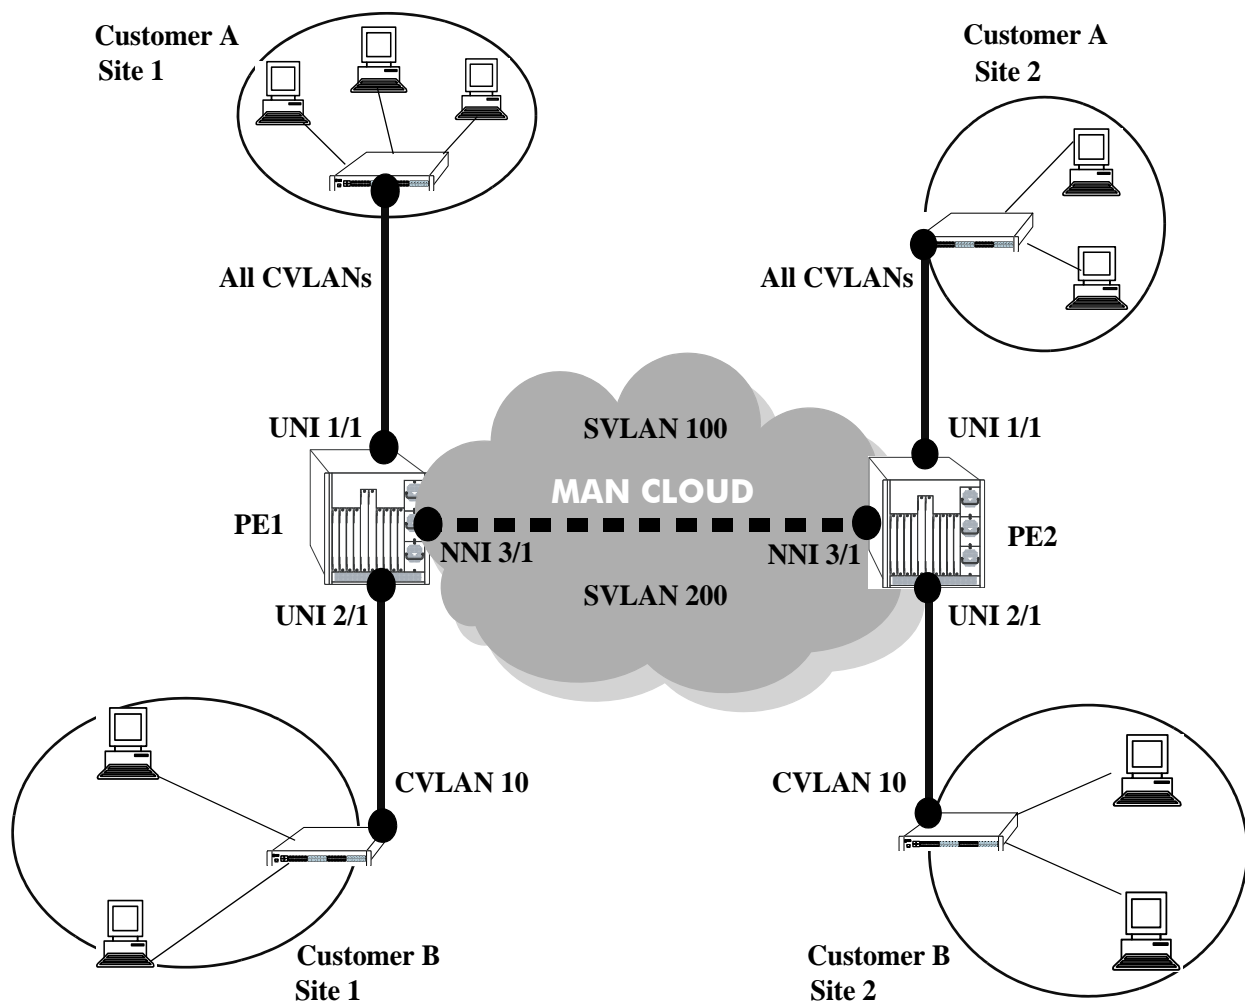 Customer A
Site 1
Customer A
Site 2
All CVLANs
All CVLANs
UNI 1/1
SVLAN 100
UNI 1/1
MAN CLOUD
PE1
NNI 3/1
NNI 3/1
PE2
UNI 2/1
SVLAN 200
UNI 2/1
CVLAN 10
CVLAN 10
Customer B
Site 1
Customer B
Site 2